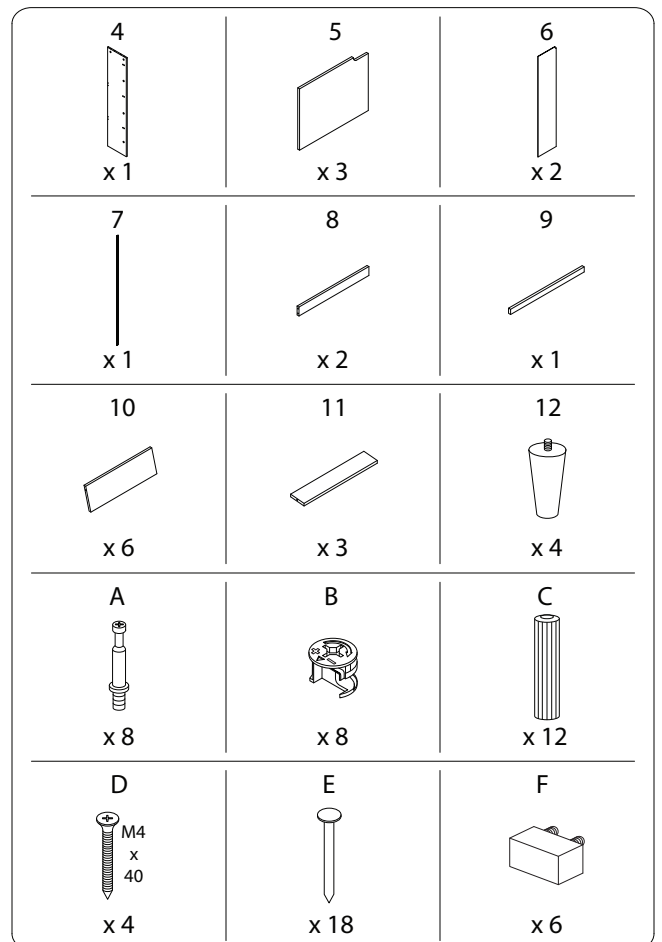 4 5 6
x 1 x 3 x 2
7 8 9
x 1 x 2 x 1
10 11 12
x 6 x 3 x 4
A B C
x 8 x 8 x 12
D E F
M4
x
40
x 4 x 18 x 6